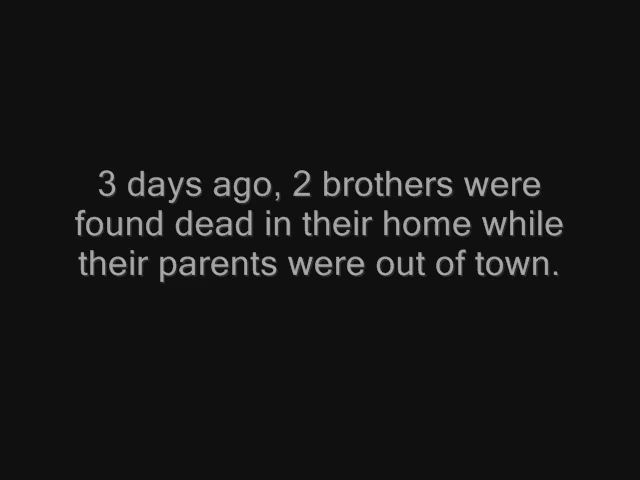 3 days ago, 2 brothers were
found dead in their home while
their parents were out of town.